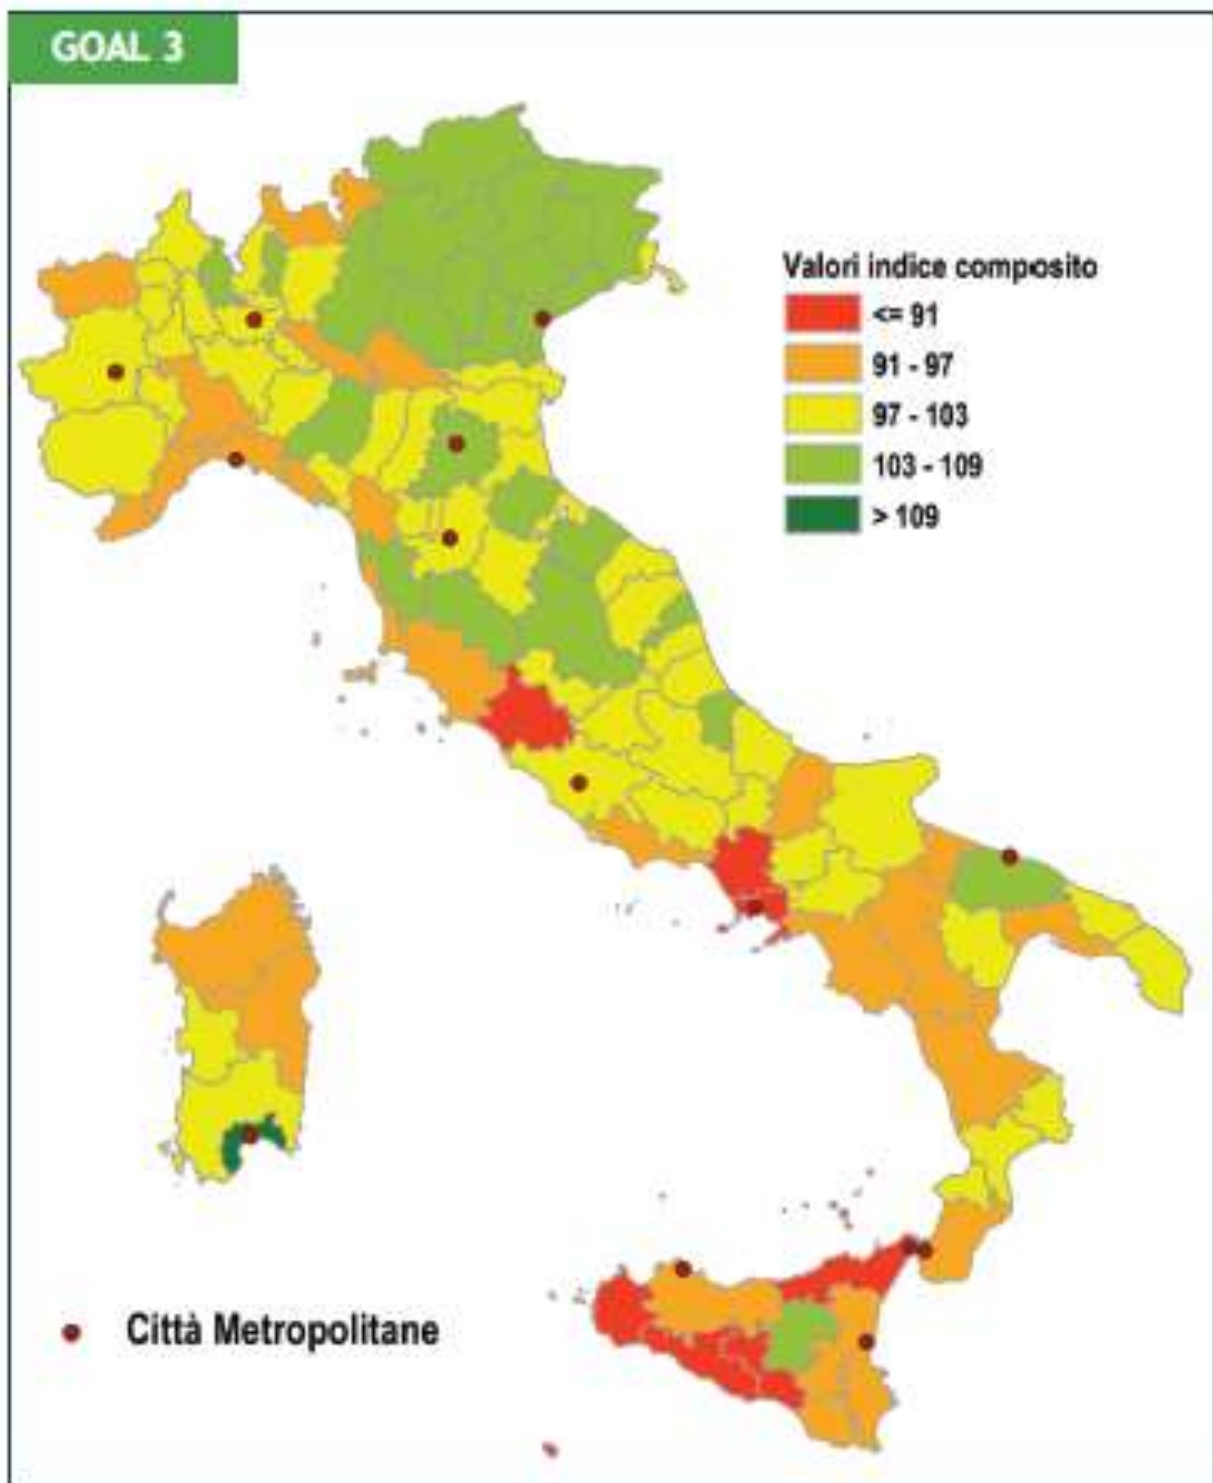 GOAL 3
Valori indice composito
<= 91
91 - 97
97 - 103
103 - 109
> 109
Città Metropolitane